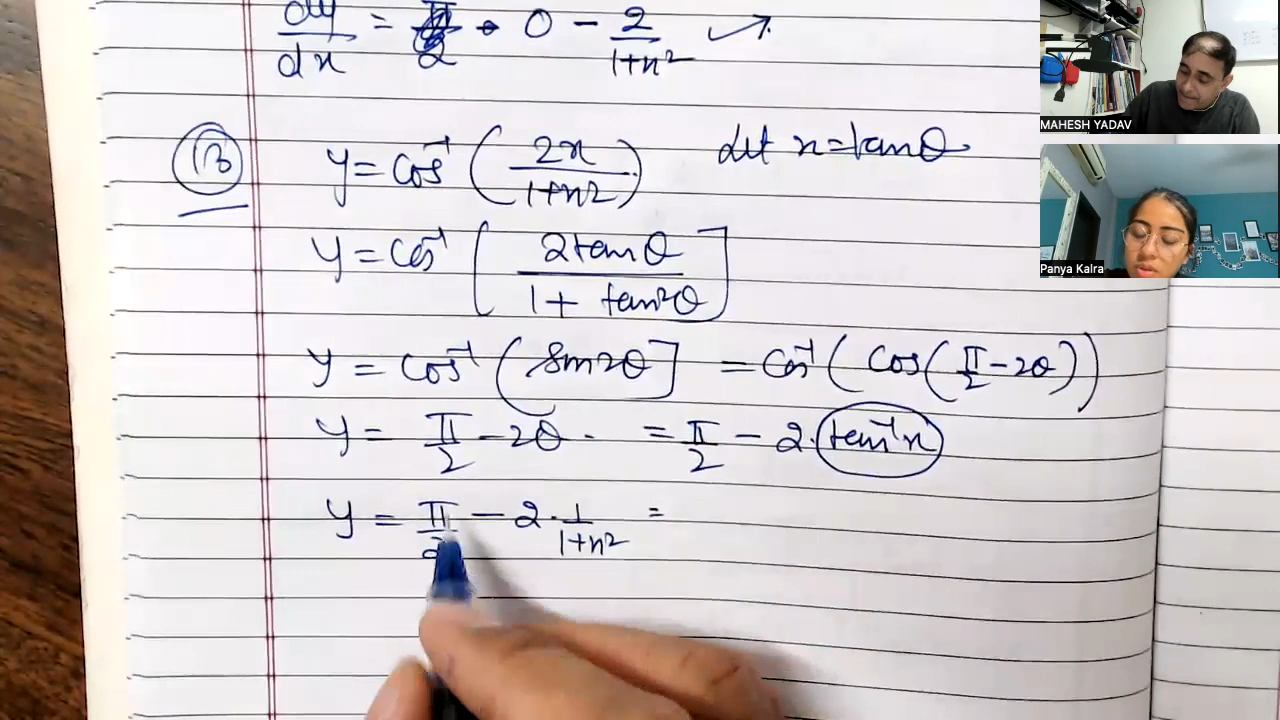 dy/dx = π/2 0 - 2/(1+x²)
MAHESH YADAV
(13) y = cos⁻¹ ( 2x/(1+x²) ) Let x = tanθ
Panya Kalra
y = cos⁻¹ [ 2tanθ/(1 + tan²θ) ]
y = cos⁻¹ ( Sin2θ ] = cos⁻¹ ( Cos ( π/2 - 2θ ) )
y = π/2 - 2θ . = π/2 - 2 . tan⁻¹x
y = π/2 - 2 . 1/(1+x²) =